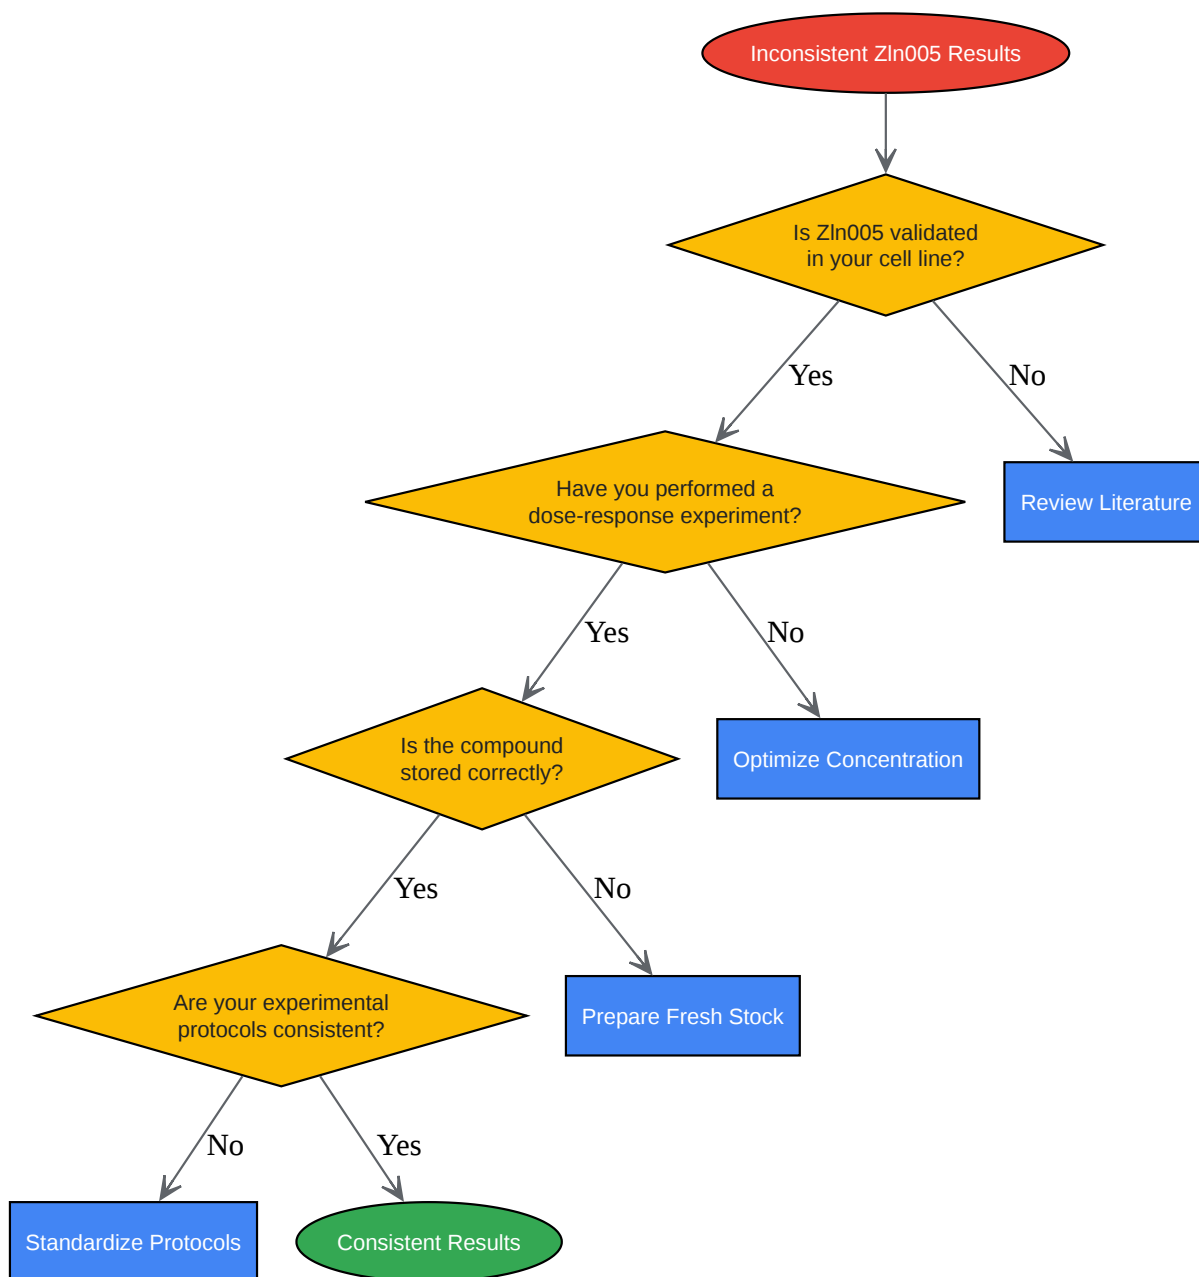 Inconsistent Zln005 Results
Is Zln005 validated
in your cell line?
Yes
No
Have you performed a
dose-response experiment?
Review Literature
Yes
No
Is the compound
stored correctly?
Optimize Concentration
Yes
No
Are your experimental
protocols consistent?
Prepare Fresh Stock
No
Yes
Standardize Protocols
Consistent Results